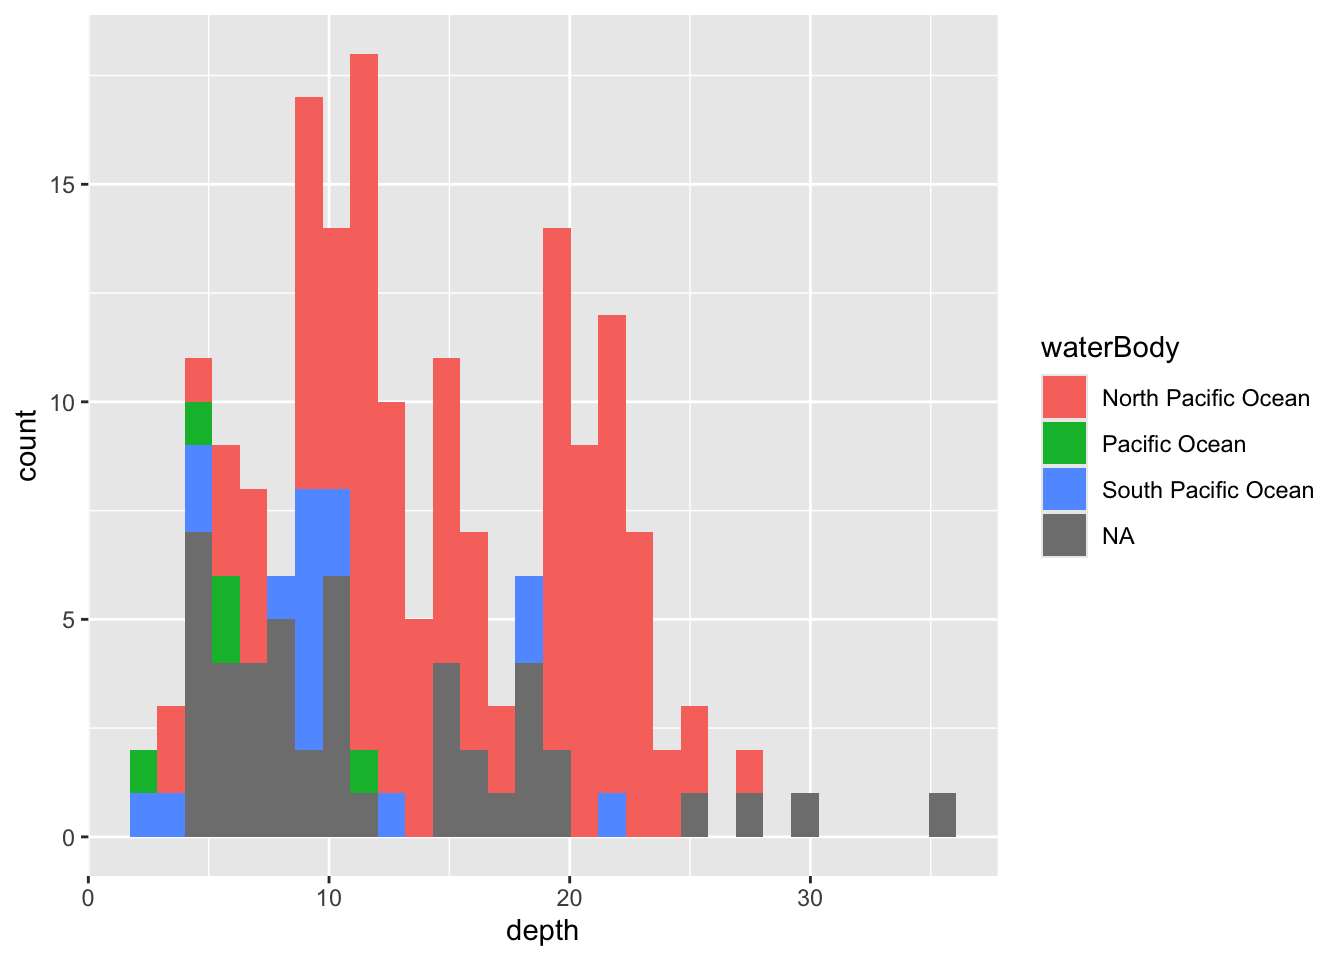 15
10
5
0
count
0
10
20
30
depth
waterBody
North Pacific Ocean
Pacific Ocean
South Pacific Ocean
NA